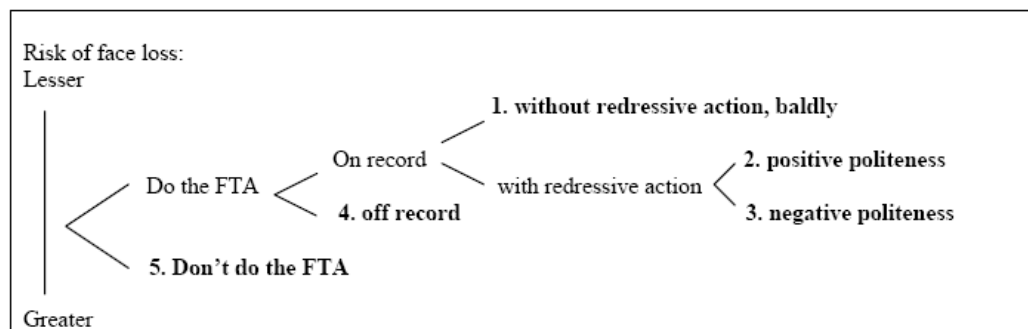 Risk of face loss:
Lesser
1. without redressive action, baldly
On record
2. positive politeness
Do the FTA
with redressive action
4. off record
3. negative politeness
5. Don't do the FTA
Greater